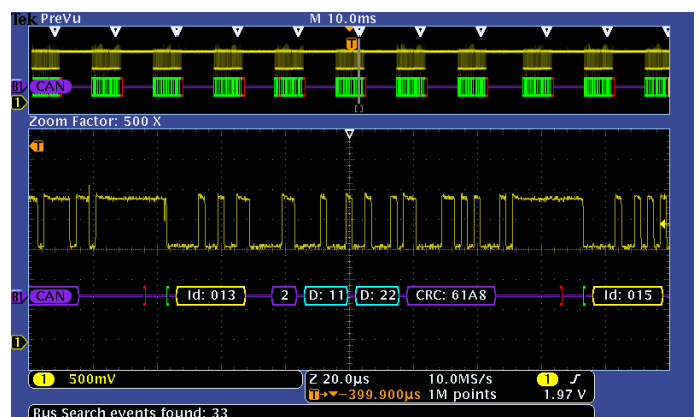 Tek PreVu M 10.0ms
T
B1 CAN
1
Zoom Factor: 500 X
T
B1 CAN Id: 013 2 D: 11 D: 22 CRC: 61A8 Id: 015
1
1 500mV Z 20.0µs 10.0MS/s 1 ʃ
T→▼-399.900µs 1M points 1.97 V
Bus Search events found: 33